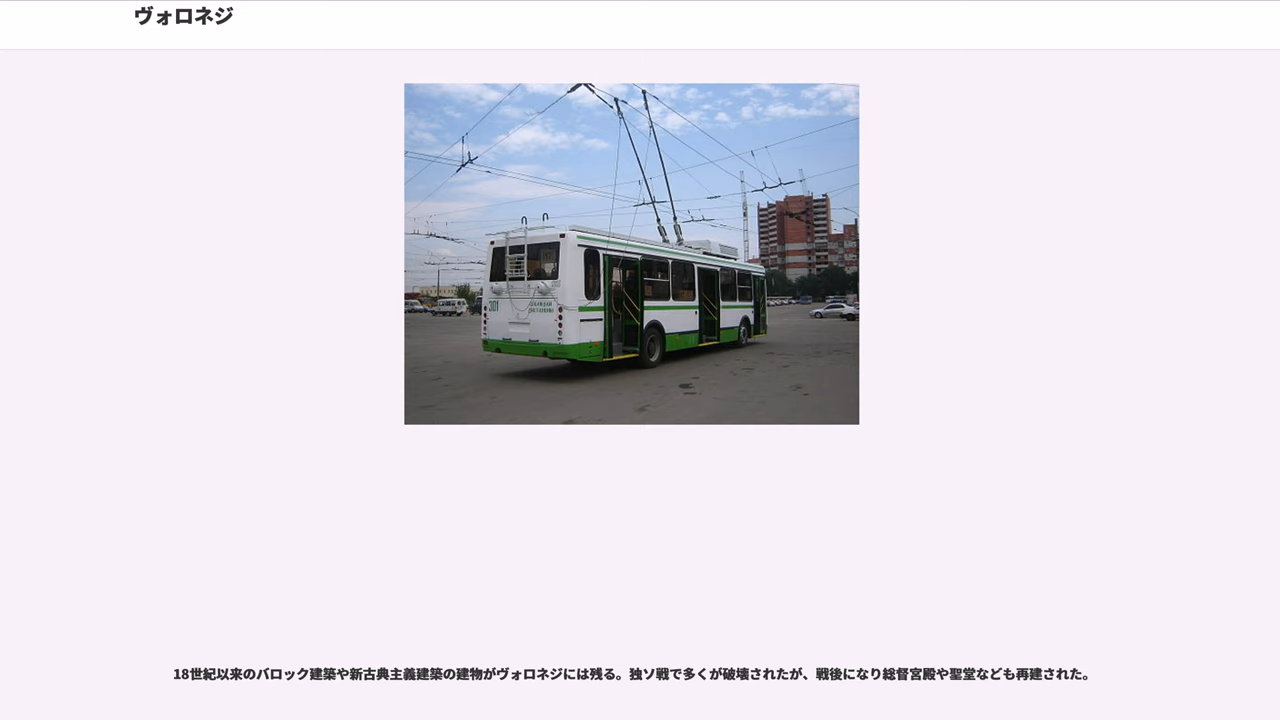 ヴォロネジ
301
18世紀以来のバロック建築や新古典主義建築の建物がヴォロネジには残る。独ソ戦で多くが破壊されたが、戦後になり総督宮殿や聖堂なども再建された。